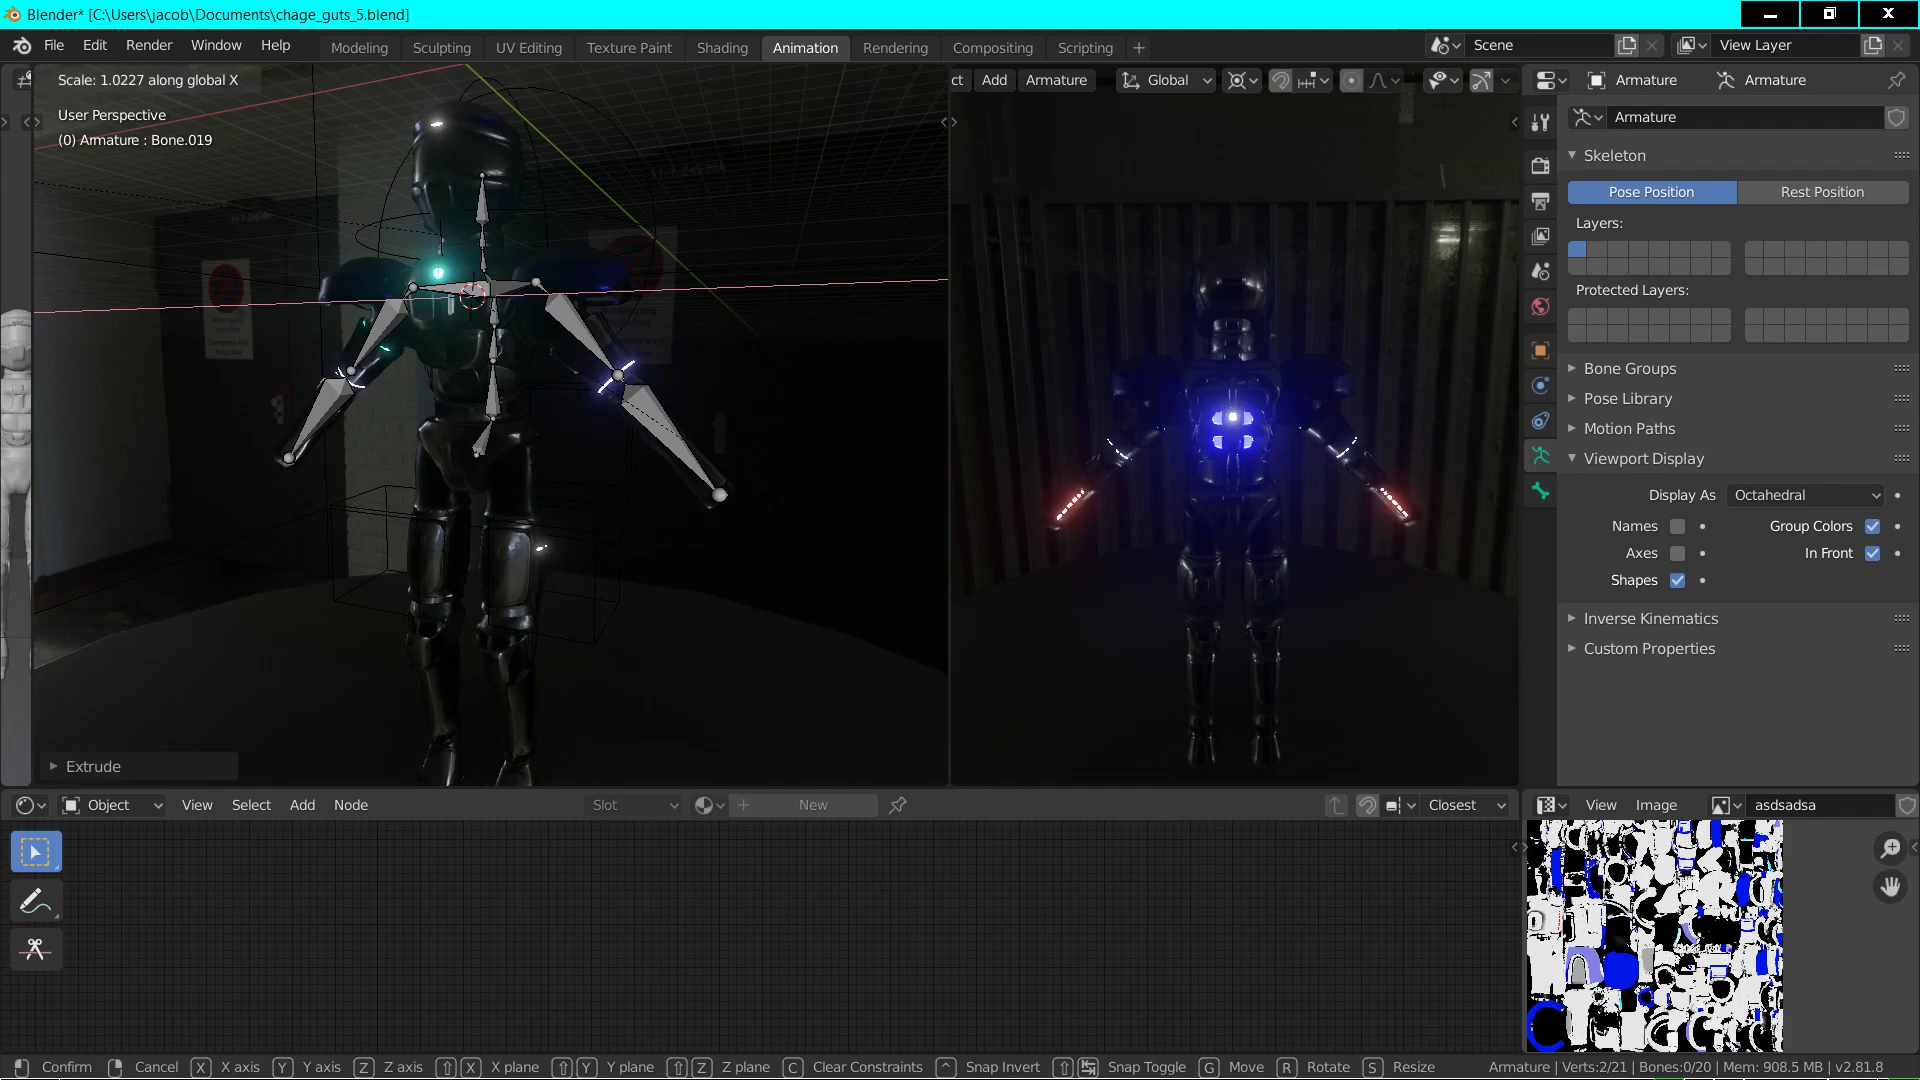 Blender* [C:\Users\jacob\Documents\chage_guts_5.blend]
File Edit Render Window Help
Modeling Sculpting UV Editing Texture Paint Shading Animation Rendering Compositing Scripting +
Scene
View Layer
Scale: 1.0227 along global X
User Perspective
(0) Armature : Bone.019
ct Add Armature Global
Armature Armature
Armature
Skeleton
Pose Position Rest Position
Layers:
Protected Layers:
Bone Groups
Pose Library
Motion Paths
Viewport Display
Display As Octahedral
Names Group Colors
Axes In Front
Shapes
Inverse Kinematics
Custom Properties
Extrude
Object View Select Add Node Slot New Closest
View Image asdsadsa
Confirm Cancel X X axis Y Y axis Z Z axis X X plane Y Y plane Z Z plane C Clear Constraints ^ Snap Invert Snap Toggle G Move R Rotate S Resize Armature | Verts:2/21 | Bones:0/20 | Mem: 908.5 MB | v2.81.8